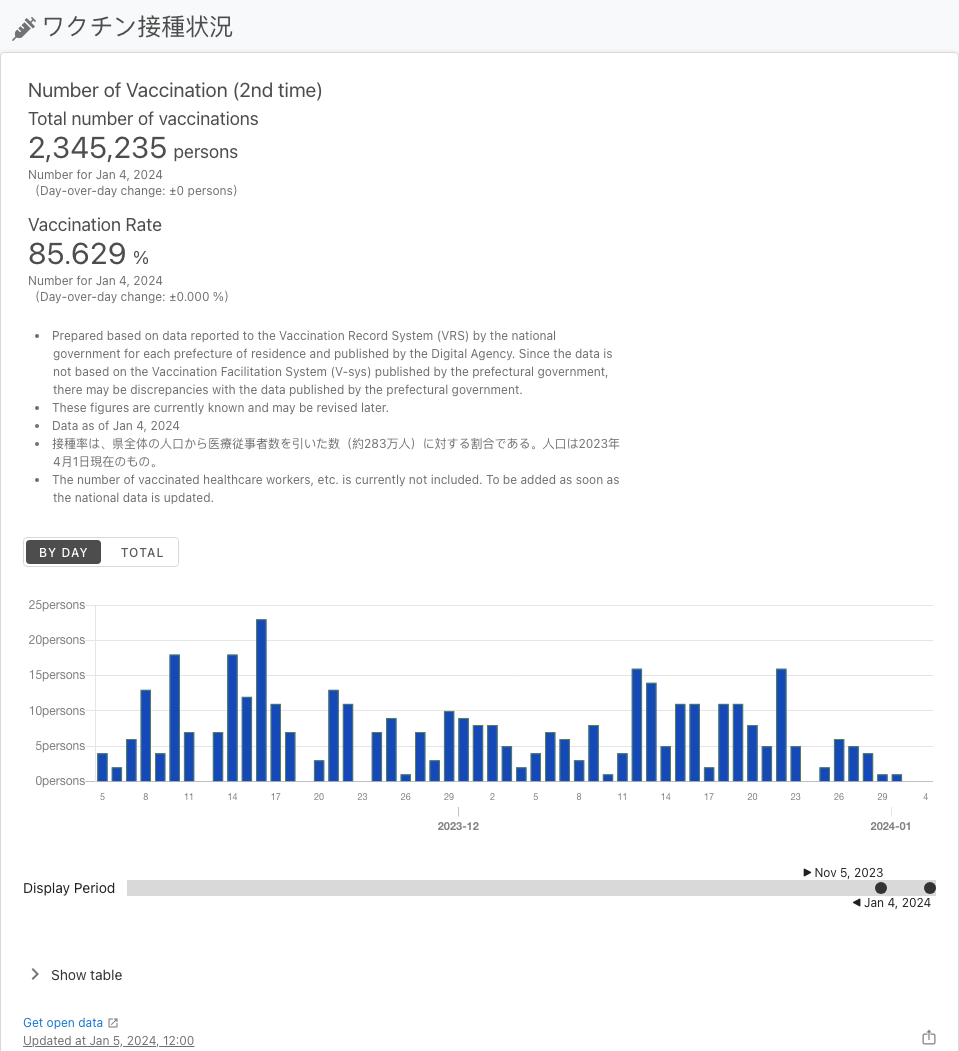 ワクチン接種状況
Number of Vaccination (2nd time)
Total number of vaccinations
2,345,235 persons
Number for Jan 4, 2024
(Day-over-day change: ±0 persons)
Vaccination Rate
85.629 %
Number for Jan 4, 2024
(Day-over-day change: ±0.000 %)
• Prepared based on data reported to the Vaccination Record System (VRS) by the national
government for each prefecture of residence and published by the Digital Agency. Since the data is
not based on the Vaccination Facilitation System (V-sys) published by the prefectural government,
there may be discrepancies with the data published by the prefectural government.
• These figures are currently known and may be revised later.
• Data as of Jan 4, 2024
• 接種率は、県全体の人口から医療従事者数を引いた数（約283万人）に対する割合である。人口は2023年
4月1日現在のもの。
• The number of vaccinated healthcare workers, etc. is currently not included. To be added as soon as
the national data is updated.
BY DAY TOTAL
25persons
20persons
15persons
10persons
5persons
0persons
5 8 11 14 17 20 23 26 29 2 5 8 11 14 17 20 23 26 29 4
2023-12 2024-01
▶ Nov 5, 2023
Display Period
◀ Jan 4, 2024
Show table
Get open data
Updated at Jan 5, 2024, 12:00